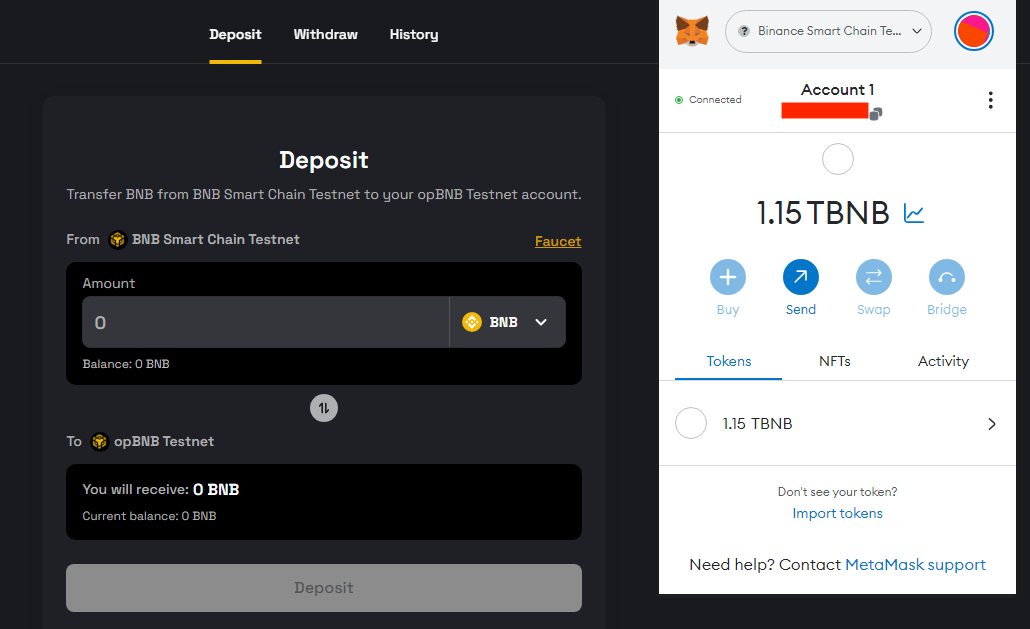 Deposit Withdraw History
Deposit
Transfer BNB from BNB Smart Chain Testnet to your opBNB Testnet account.
From BNB Smart Chain Testnet Faucet
Amount
0 BNB
Balance: 0 BNB
To opBNB Testnet
You will receive: 0 BNB
Current balance: 0 BNB
Deposit
? Binance Smart Chain Te...
Connected
Account 1
1.15 TBNB
Buy Send Swap Bridge
Tokens NFTs Activity
1.15 TBNB
Don't see your token?
Import tokens
Need help? Contact MetaMask support